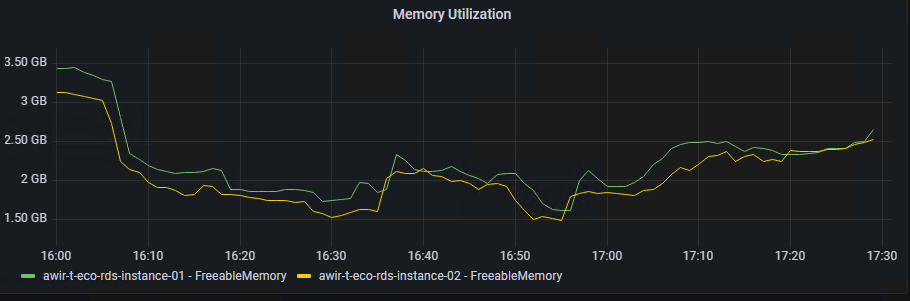 Memory Utilization
3.50 GB
3 GB
2.50 GB
2 GB
1.50 GB
16:00 16:10 16:20 16:30 16:40 16:50 17:00 17:10 17:20 17:30
awir-t-eco-rds-instance-01 - FreeableMemory awir-t-eco-rds-instance-02 - FreeableMemory